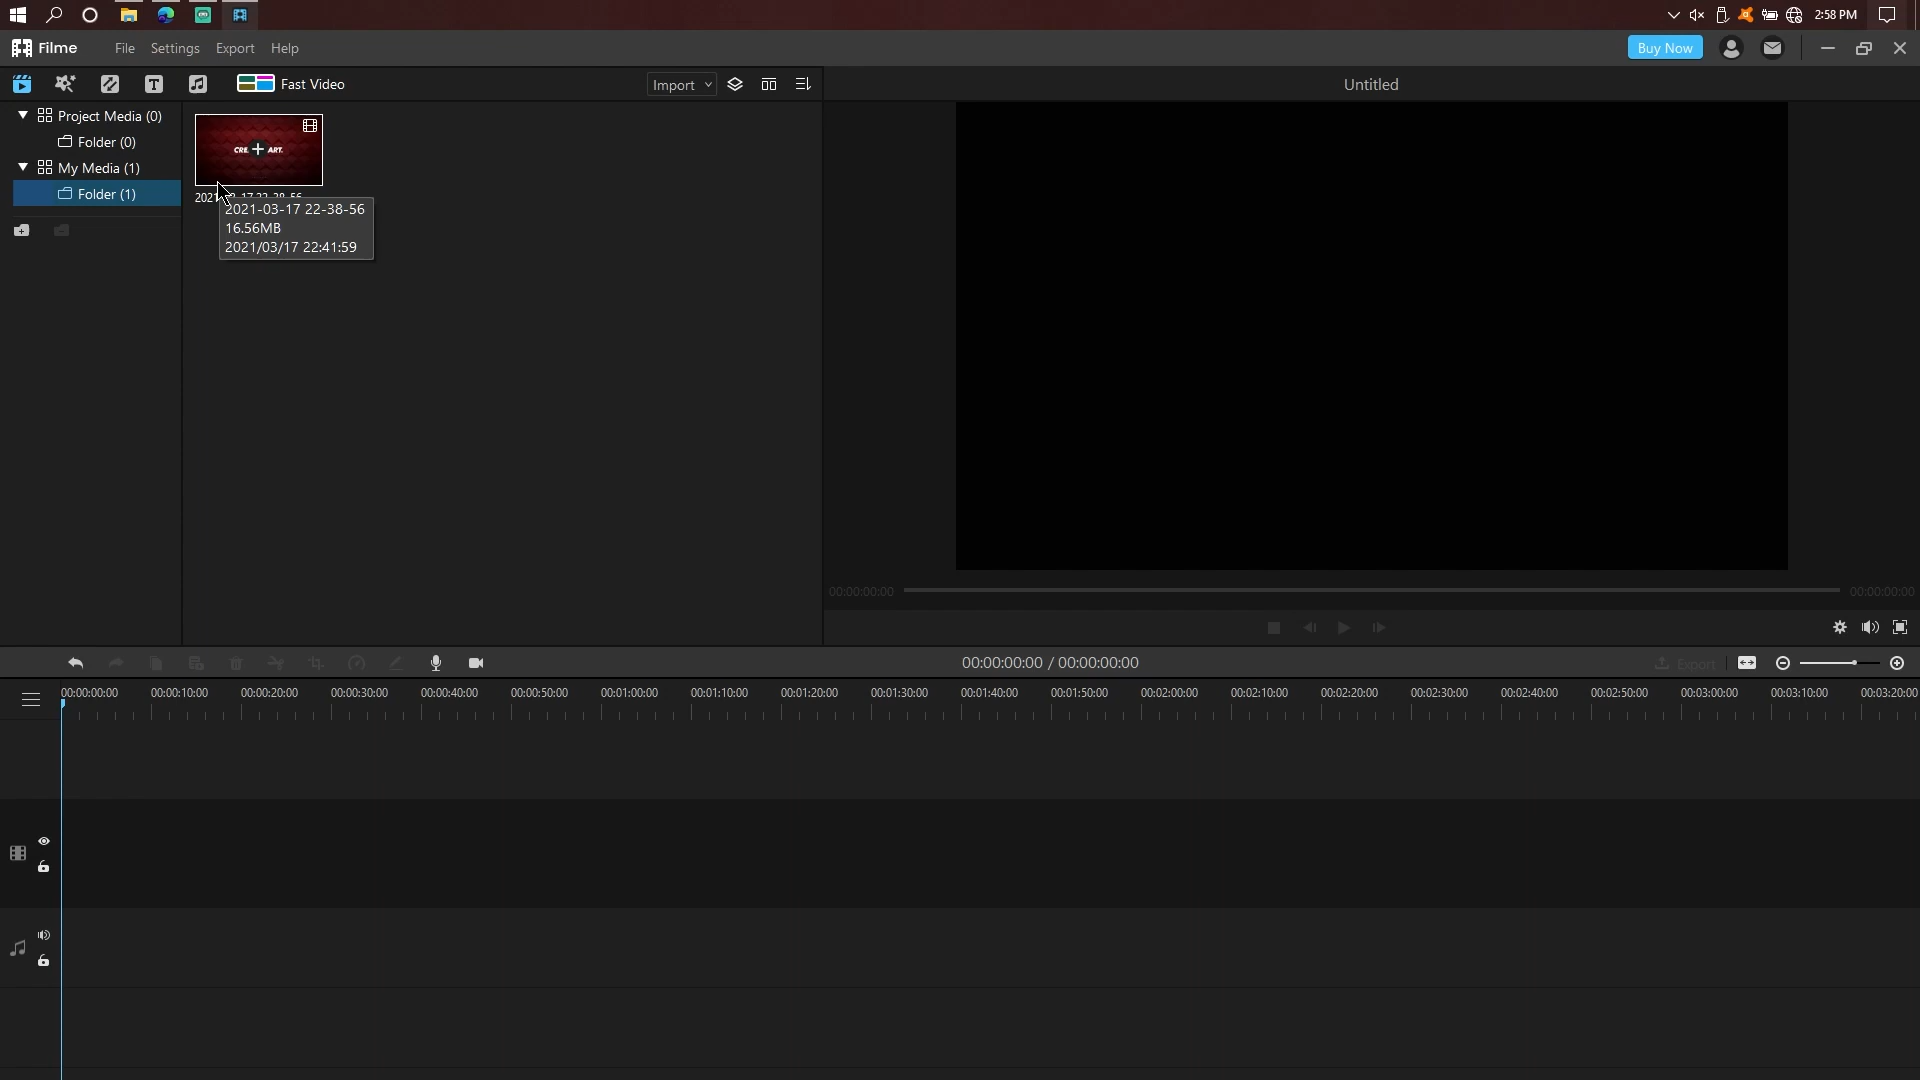 2:58 PM
Filme
File Settings Export Help
Buy Now
Fast Video
Import
Untitled
Project Media (0)
Folder (0)
My Media (1)
Folder (1)
CRE ART.
2021-03-17 22-38-56
16.56MB
2021/03/17 22:41:59
00:00:00:00
00:00:00:00
00:00:00:00 / 00:00:00:00
Export
00:00:00:00 00:00:10:00 00:00:20:00 00:00:30:00 00:00:40:00 00:00:50:00 00:01:00:00 00:01:10:00 00:01:20:00 00:01:30:00 00:01:40:00 00:01:50:00 00:02:00:00 00:02:10:00 00:02:20:00 00:02:30:00 00:02:40:00 00:02:50:00 00:03:00:00 00:03:10:00 00:03:20:00